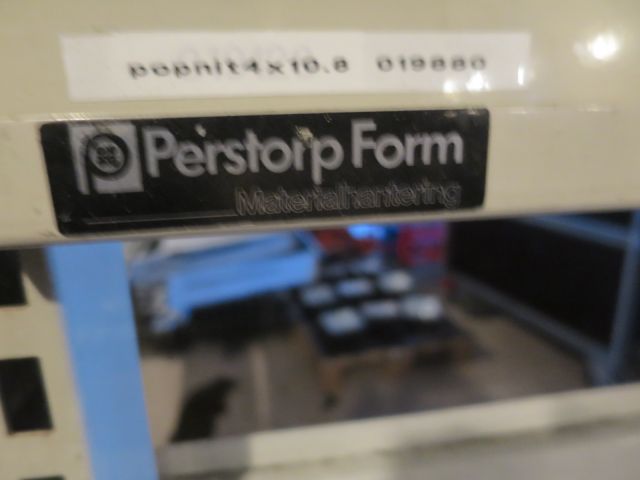 popnit4x10.8 019880
Perstorp Form
Materialhantering